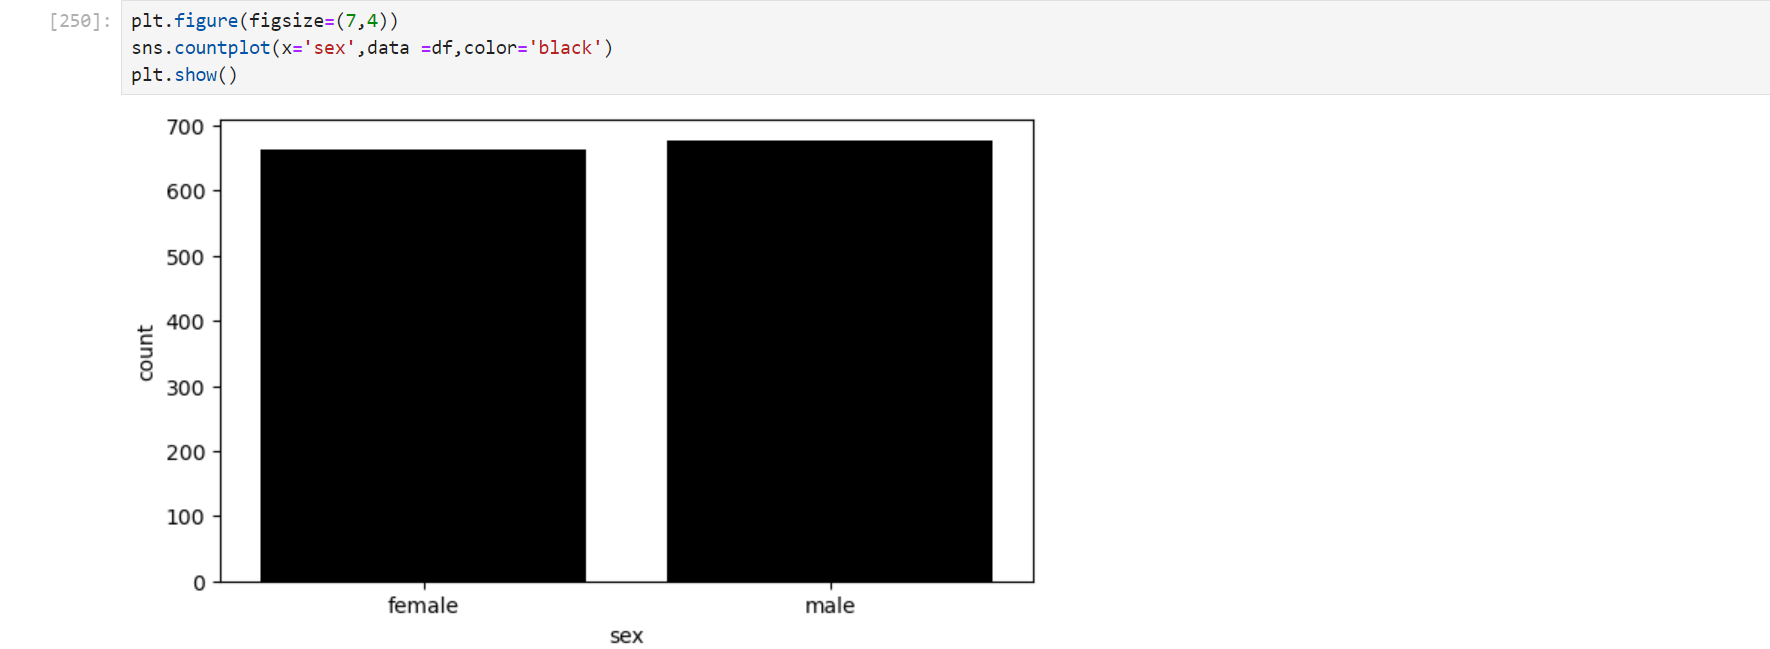 [250]: plt.figure(figsize=(7,4))
sns.countplot(x='sex',data =df,color='black')
plt.show()
700
600
500
400
300
200
100
0
count
female male
sex